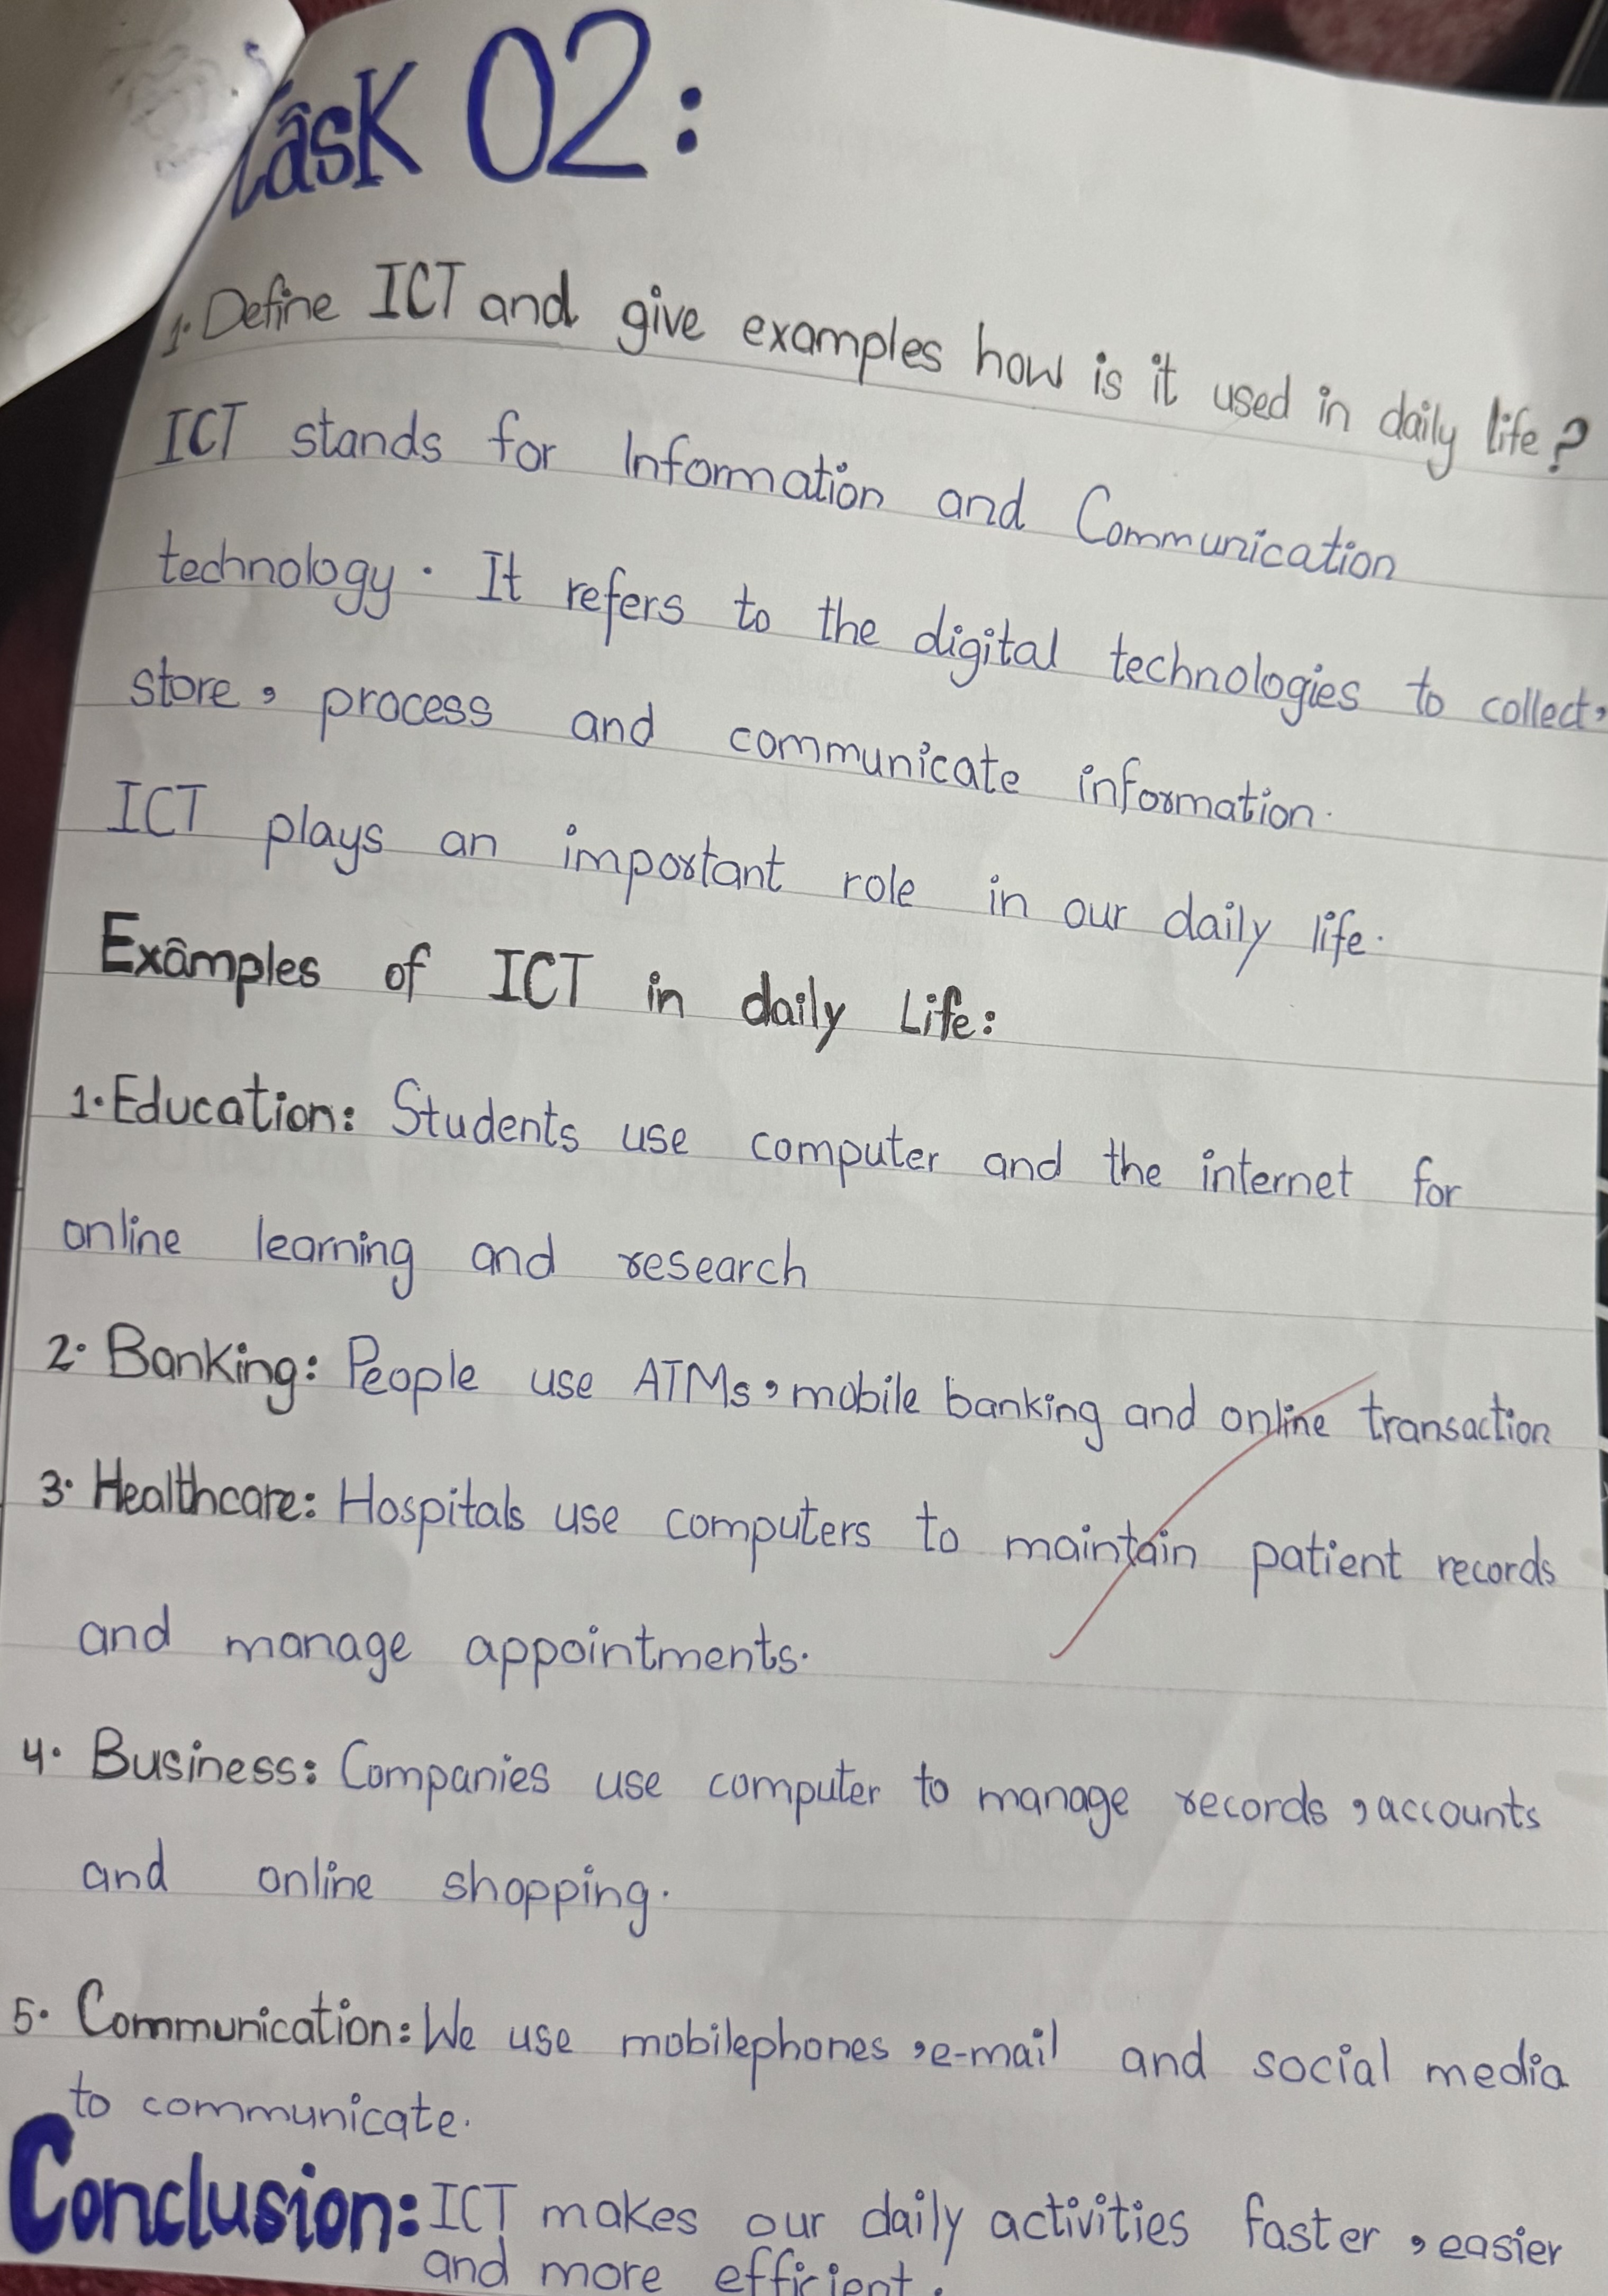 Task 02:
1. Define ICT and give examples how is it used in daily life?
ICT stands for Information and Communication
technology. It refers to the digital technologies to collect,
store, process and communicate information.
ICT plays an important role in our daily life.
Examples of ICT in daily Life:
1. Education: Students use computer and the internet for
online learning and research
2. Banking: People use ATMs, mobile banking and online transaction
3. Healthcare: Hospitals use computers to maintain patient records
and manage appointments.
4. Business: Companies use computer to manage records, accounts
and online shopping.
5. Communication: We use mobilephones, e-mail and social media
to communicate.
Conclusion: ICT makes our daily activities faster, easier
and more efficient.